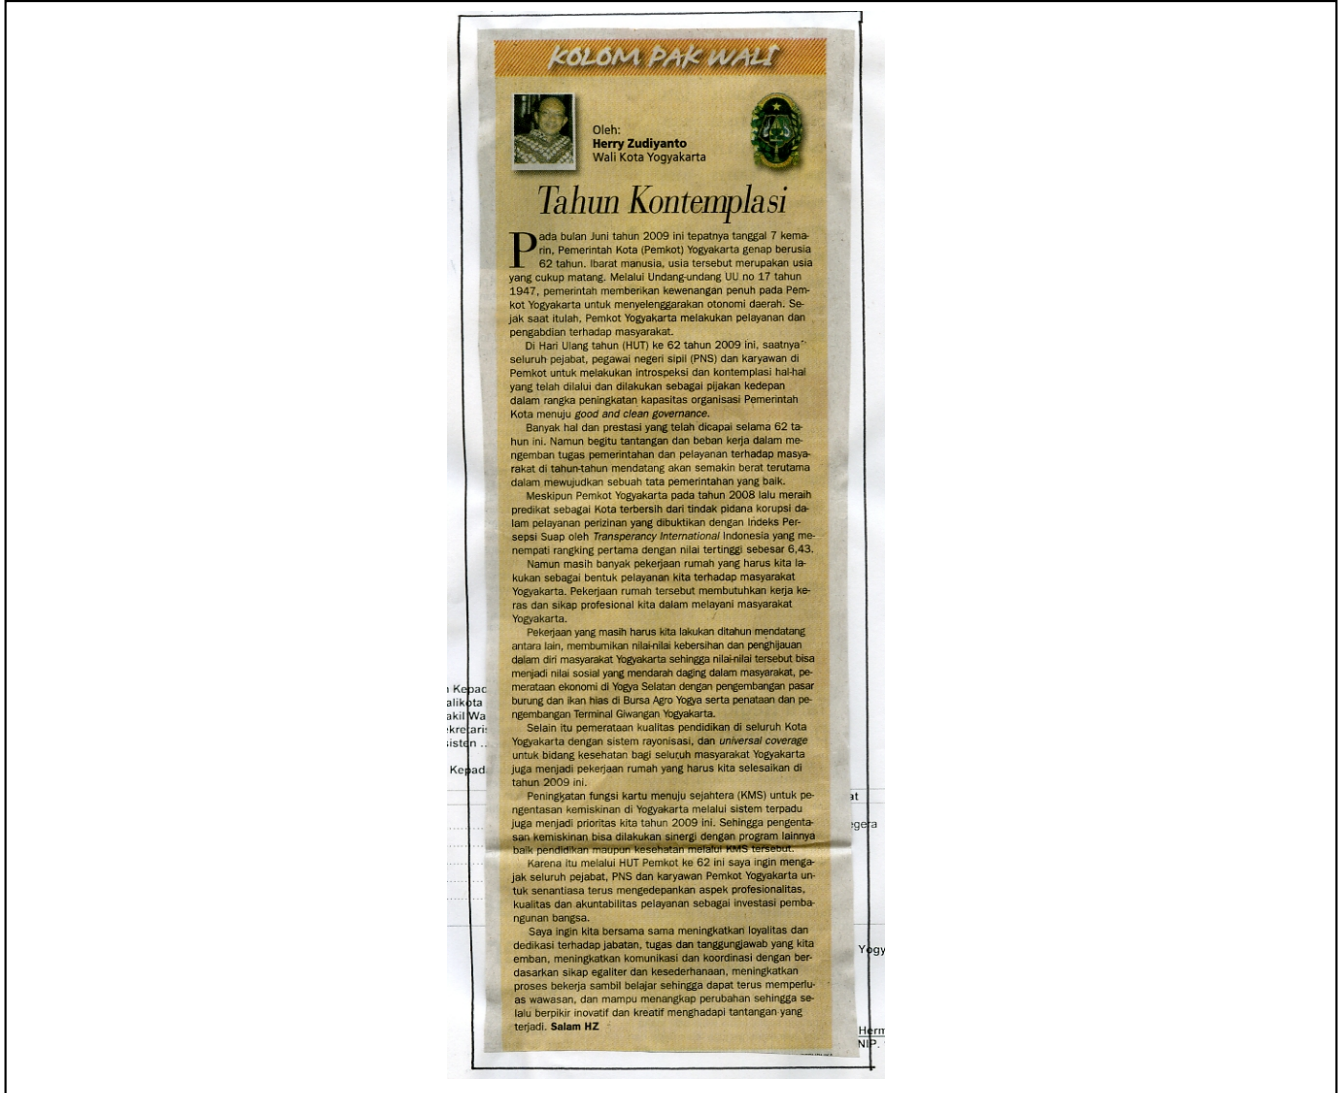 KOLOM PAK WALI
Oleh:
Herry Zudiyanto
Wali Kota Yogyakarta
Tahun Kontemplasi
Pada bulan Juni tahun 2009 ini tepatnya tanggal 7 kema-
rin, Pemerintah Kota (Pemkot) Yogyakarta genap berusia
62 tahun. Ibarat manusia, usia tersebut merupakan usia
yang cukup matang. Melalui Undang-undang UU no 17 tahun
1947, pemerintah memberikan kewenangan penuh pada Pem-
kot Yogyakarta untuk menyelenggarakan otonomi daerah. Se-
jak saat itulah, Pemkot Yogyakarta melakukan pelayanan dan
pengabdian terhadap masyarakat.
Di Hari Ulang tahun (HUT) ke 62 tahun 2009 ini, saatnya
seluruh pejabat, pegawai negeri sipil (PNS) dan karyawan di
Pemkot untuk melakukan introspeksi dan kontemplasi hal-hal
yang telah dilalui dan dilakukan sebagai pijakan kedepan
dalam rangka peningkatan kapasitas organisasi Pemerintah
Kota menuju good and clean governance.
Banyak hal dan prestasi yang telah dicapai selama 62 ta-
hun ini. Namun begitu tantangan dan beban kerja dalam me-
ngemban tugas pemerintahan dan pelayanan terhadap masya-
rakat di tahun-tahun mendatang akan semakin berat terutama
dalam mewujudkan sebuah tata pemerintahan yang baik.
Meskipun Pemkot Yogyakarta pada tahun 2008 lalu meraih
predikat sebagai Kota terbersih dari tindak pidana korupsi da-
lam pelayanan perizinan yang dibuktikan dengan Indeks Per-
sepsi Suap oleh Transperancy International Indonesia yang me-
nempati rangking pertama dengan nilai tertinggi sebesar 6,43.
Namun masih banyak pekerjaan rumah yang harus kita la-
kukan sebagai bentuk pelayanan kita terhadap masyarakat
Yogyakarta. Pekerjaan rumah tersebut membutuhkan kerja ke-
ras dan sikap profesional kita dalam melayani masyarakat
Yogyakarta.
Pekerjaan yang masih harus kita lakukan ditahun mendatang
antara lain, membumikan nilai-nilai kebersihan dan penghijauan
dalam diri masyarakat Yogyakarta sehingga nilai-nilai tersebut bisa
menjadi nilai sosial yang mendarah daging dalam masyarakat, pe-
merataan ekonomi di Yogya Selatan dengan pengembangan pasar
burung dan ikan hias di Bursa Agro Yogya serta penataan dan pe-
ngembangan Terminal Giwangan Yogyakarta.
Selain itu pemerataan kualitas pendidikan di seluruh Kota
Yogyakarta dengan sistem rayonisasi, dan universal coverage
untuk bidang kesehatan bagi seluruh masyarakat Yogyakarta
juga menjadi pekerjaan rumah yang harus kita selesaikan di
tahun 2009 ini.
Peningkatan fungsi kartu menuju sejahtera (KMS) untuk pe-
ngentasan kemiskinan di Yogyakarta melalui sistem terpadu
juga menjadi prioritas kita tahun 2009 ini. Sehingga pengenta-
san kemiskinan bisa dilakukan sinergi dengan program lainnya
baik pendidikan maupun kesehatan melalui KMS tersebut.
Karena itu melalui HUT Pemkot ke 62 ini saya ingin menga-
jak seluruh pejabat, PNS dan karyawan Pemkot Yogyakarta un-
tuk senantiasa terus mengedepankan aspek profesionalitas,
kualitas dan akuntabilitas pelayanan sebagai investasi pemba-
ngunan bangsa.
Saya ingin kita bersama sama meningkatkan loyalitas dan
dedikasi terhadap jabatan, tugas dan tanggungjawab yang kita
emban, meningkatkan komunikasi dan koordinasi dengan ber-
dasarkan sikap egaliter dan kesederhanaan, meningkatkan
proses bekerja sambil belajar sehingga dapat terus memperlu-
as wawasan, dan mampu menangkap perubahan sehingga se-
lalu berpikir inovatif dan kreatif menghadapi tantangan yang
terjadi. Salam HZ
Kepad
at
egera
Yogy
Herm
NIP.